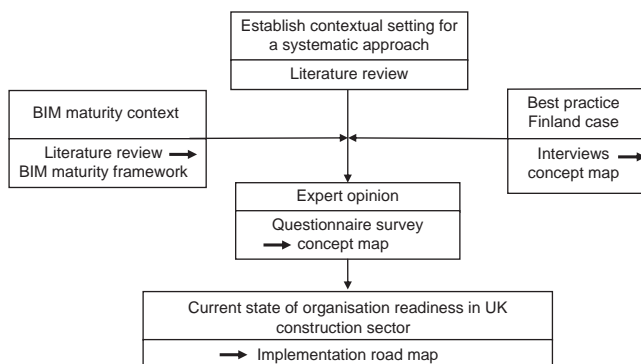 Establish contextual setting for
a systematic approach
Literature review
BIM maturity context
Literature review
BIM maturity framework
Best practice
Finland case
Interviews
concept map
Expert opinion
Questionnaire survey
concept map
Current state of organisation readiness in UK
construction sector
Implementation road map